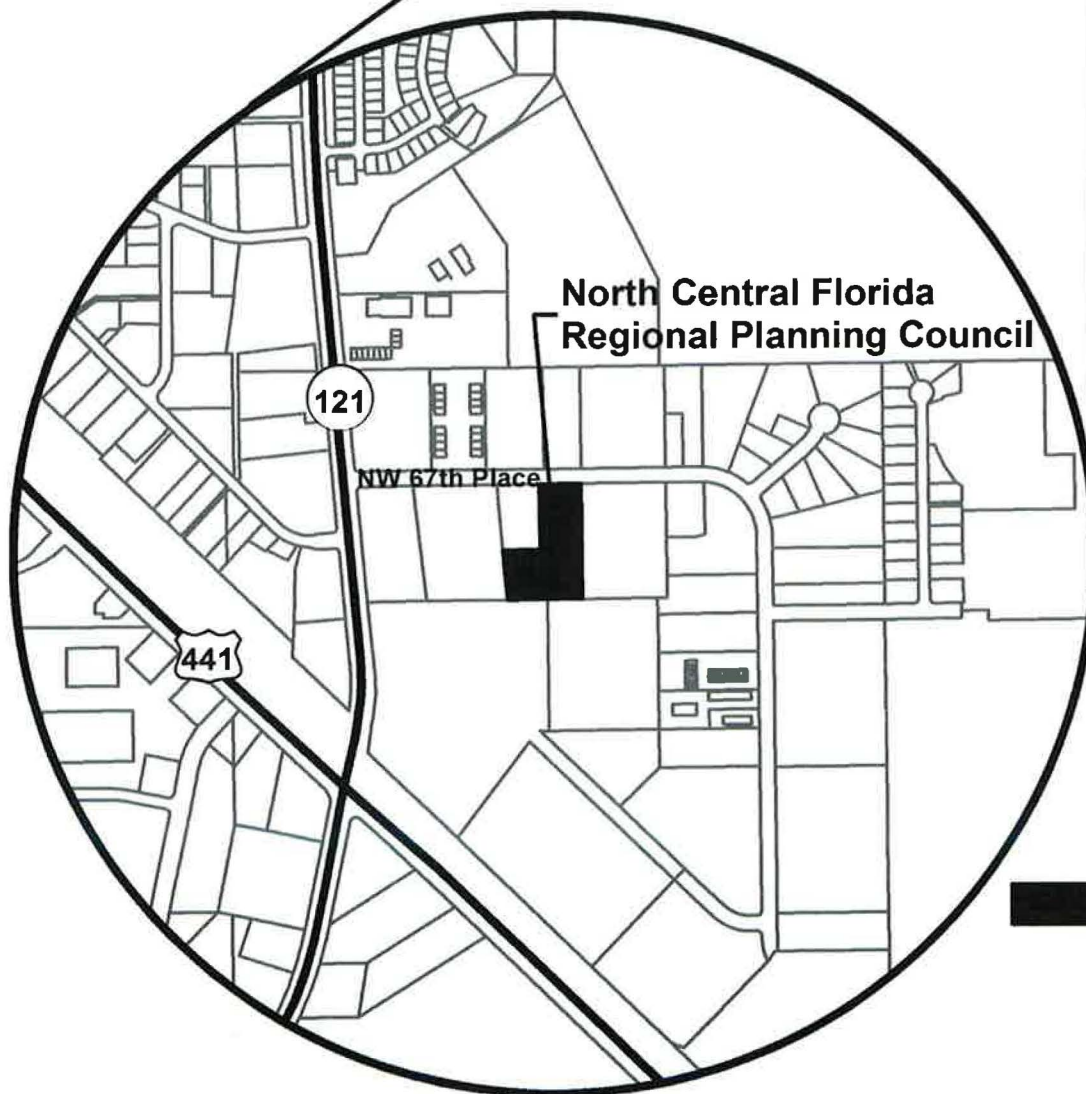 North Central Florida
Regional Planning Council
121
NW 67th Place
441